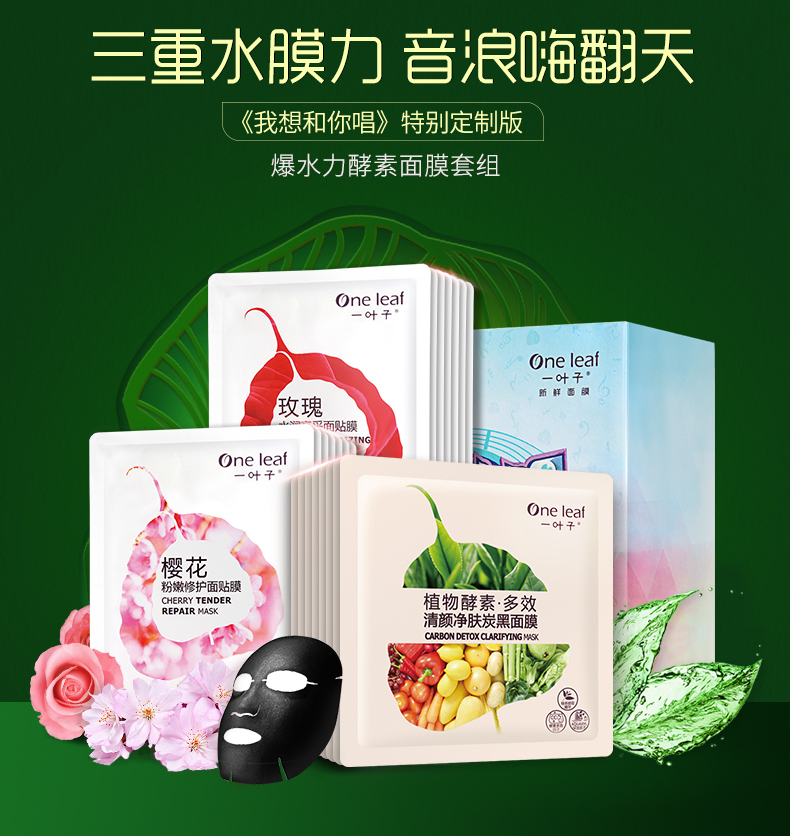 三重水膜力 音浪嗨翻天
《我想和你唱》特别定制版
爆水力酵素面膜套组
One leaf
一叶子®
玫瑰
面贴膜
One leaf
一叶子®
新鲜面膜
One leaf
一叶子®
樱花
粉嫩修护面贴膜
CHERRY TENDER
REPAIR MASK
One leaf
一叶子®
植物酵素·多效
清颜净肤炭黑面膜
CARBON DETOX CLARIFYING MASK